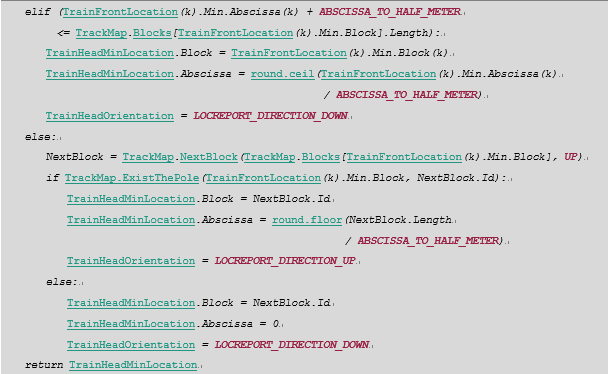 elif (TrainFrontLocation(k).Min.Abscissa(k) + ABSCISSA_TO_HALF_METER
<= TrackMap.Blocks[TrainFrontLocation(k).Min.Block].Length):
TrainHeadMinLocation.Block = TrainFrontLocation(k).Min.Block(k)
TrainHeadMinLocation.Abscissa = round.ceil(TrainFrontLocation(k).Min.Abscissa(k)
/ ABSCISSA_TO_HALF_METER)
TrainHeadOrientation = LOCREPORT_DIRECTION_DOWN
else:
NextBlock = TrackMap.NextBlock(TrackMap.Blocks[TrainFrontLocation(k).Min.Block], UP)
if TrackMap.ExistThePole(TrainFrontLocation(k).Min.Block, NextBlock.Id):
TrainHeadMinLocation.Block = NextBlock.Id
TrainHeadMinLocation.Abscissa = round.floor(NextBlock.Length
/ ABSCISSA_TO_HALF_METER)
TrainHeadOrientation = LOCREPORT_DIRECTION_UP
else:
TrainHeadMinLocation.Block = NextBlock.Id
TrainHeadMinLocation.Abscissa = 0
TrainHeadOrientation = LOCREPORT_DIRECTION_DOWN
return TrainHeadMinLocation